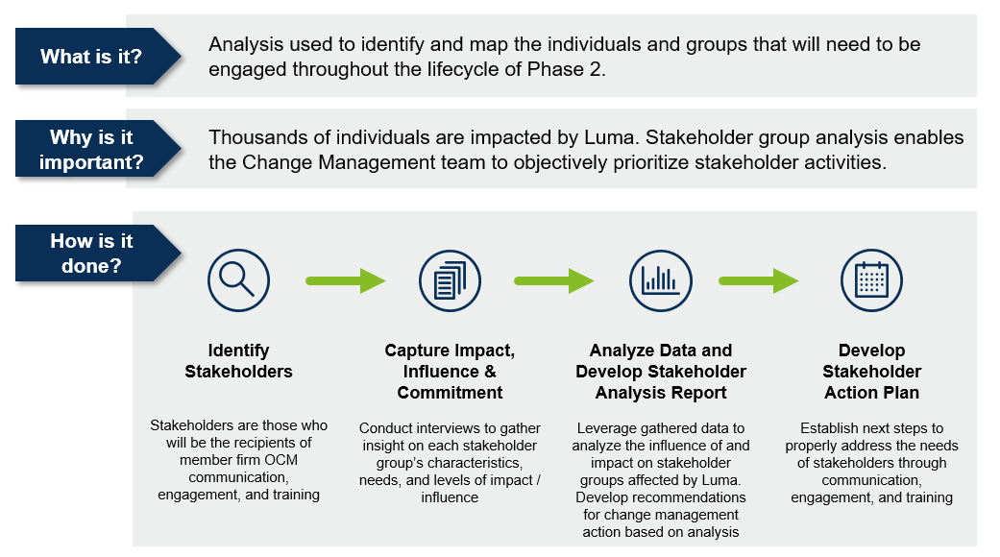 What is it?
Analysis used to identify and map the individuals and groups that will need to be
engaged throughout the lifecycle of Phase 2.
Why is it
important?
Thousands of individuals are impacted by Luma. Stakeholder group analysis enables
the Change Management team to objectively prioritize stakeholder activities.
How is it
done?
Identify
Stakeholders
Stakeholders are those who
will be the recipients of
member firm OCM
communication,
engagement, and training
Capture Impact,
Influence &
Commitment
Conduct interviews to gather
insight on each stakeholder
group's characteristics,
needs, and levels of impact /
influence
Analyze Data and
Develop Stakeholder
Analysis Report
Leverage gathered data to
analyze the influence of and
impact on stakeholder
groups affected by Luma.
Develop recommendations
for change management
action based on analysis
Develop
Stakeholder
Action Plan
Establish next steps to
properly address the needs
of stakeholders through
communication,
engagement, and training